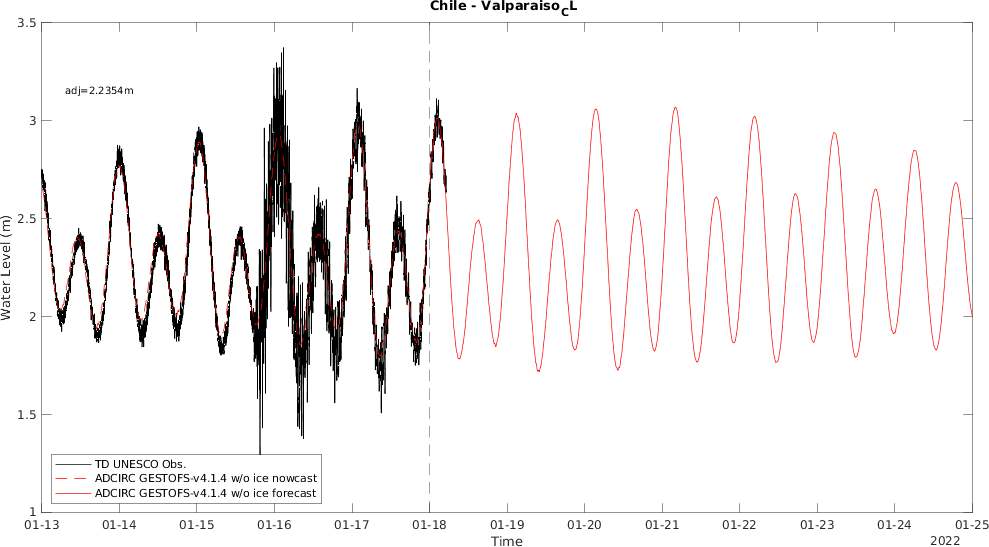 Chile - Valparaiso_CL
3.5
adj=2.2354m
3
2.5
Water Level (m)
2
1.5
TD UNESCO Obs.
ADCIRC GESTOFS-v4.1.4 w/o ice nowcast
ADCIRC GESTOFS-v4.1.4 w/o ice forecast
1
01-13 01-14 01-15 01-16 01-17 01-18 01-19 01-20 01-21 01-22 01-23 01-24 01-25
Time
2022